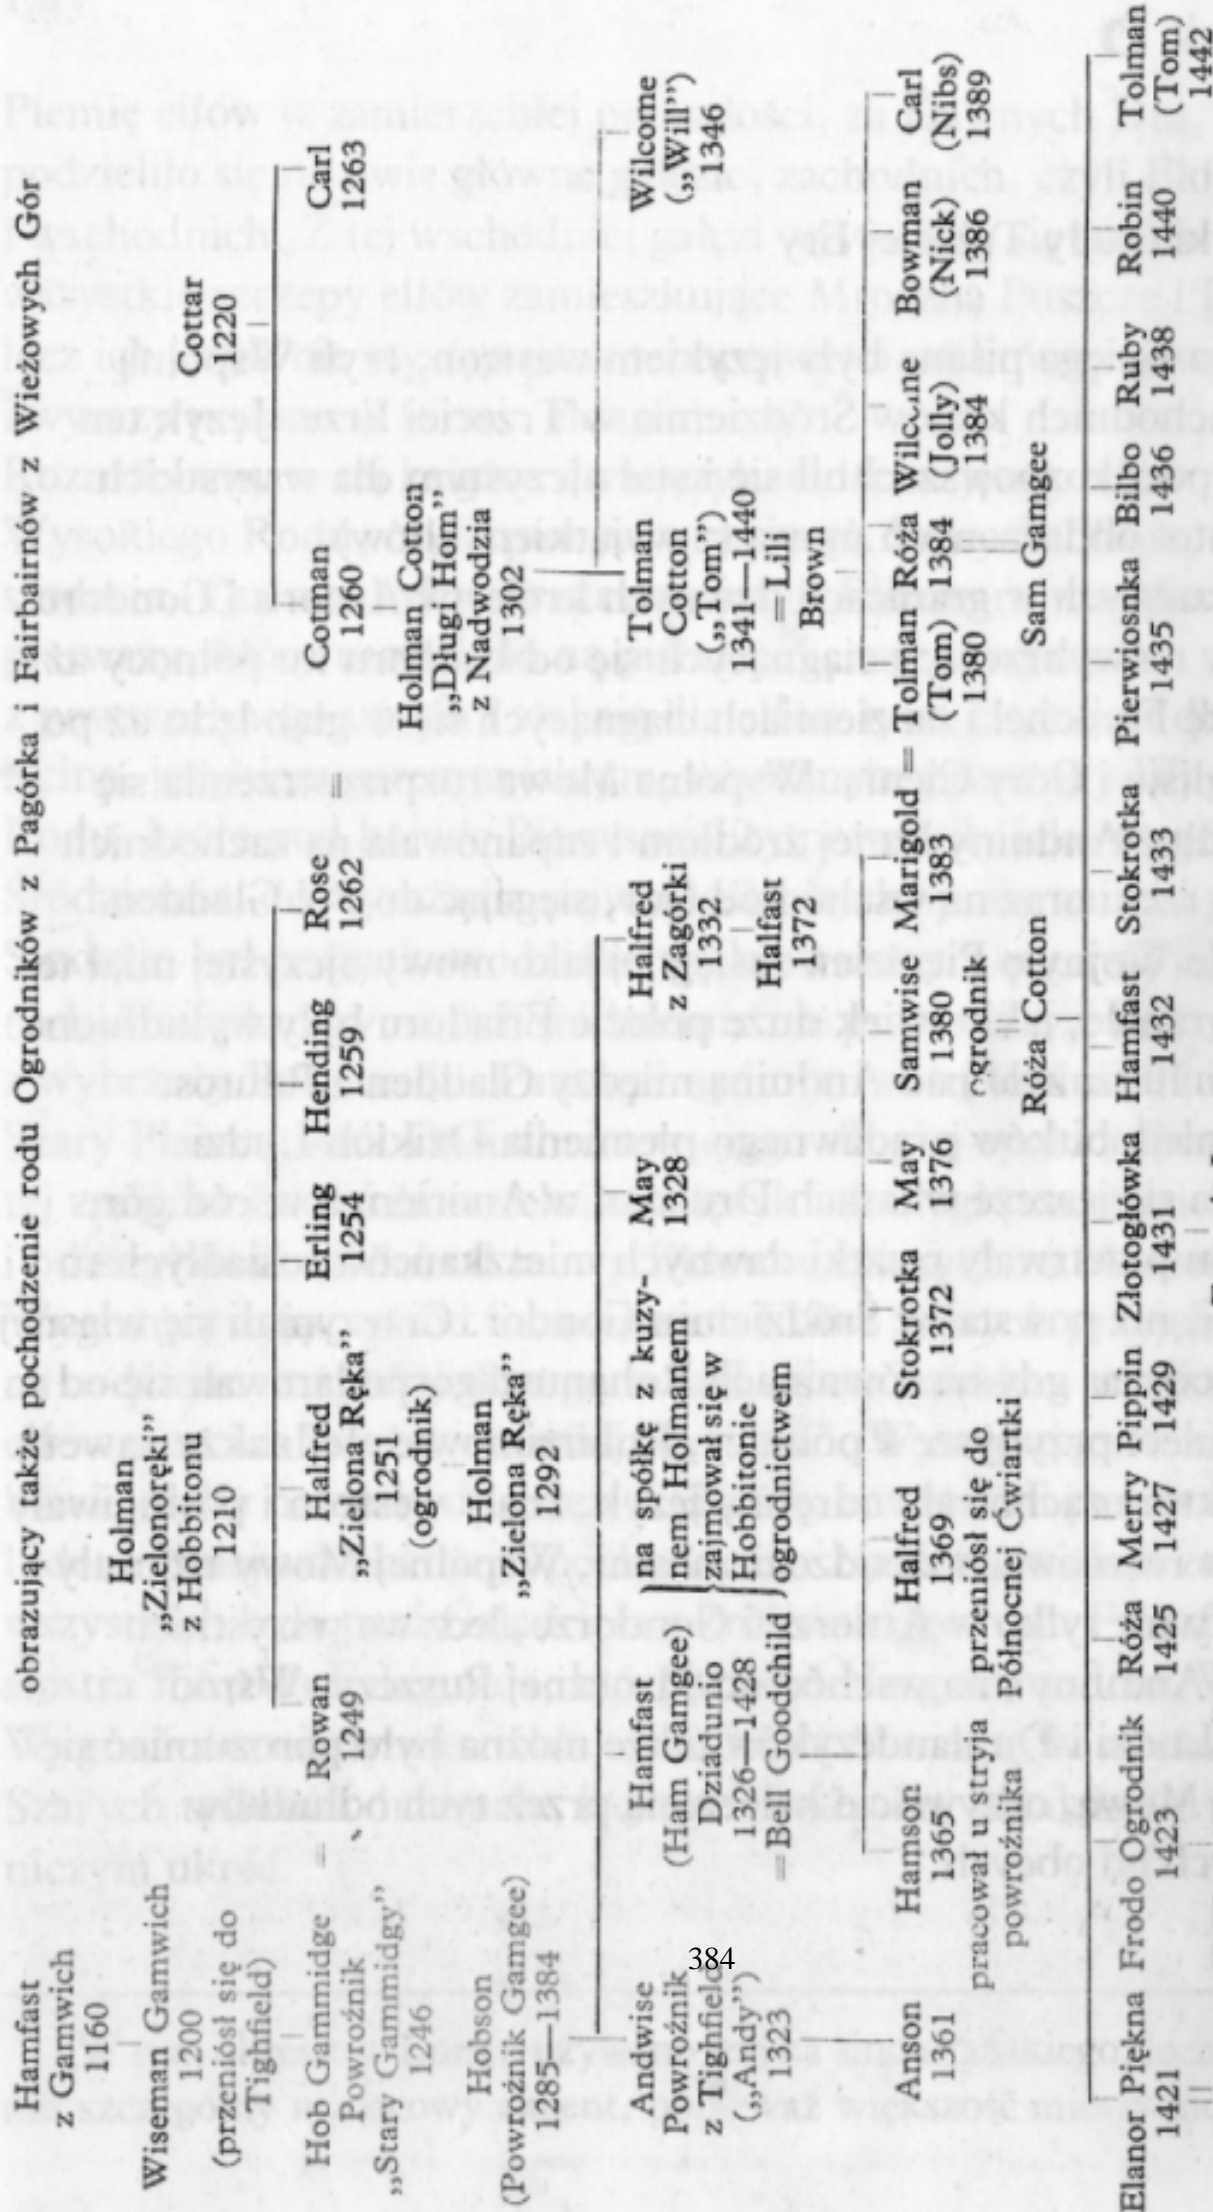 obrazujący także pochodzenie rodu Ogrodników z Pagórka i Fairbairnów z Wieżowych Gór
Hamfast
z Gamwich
1160
Wiseman Gamwich
1200
(przeniósł się do
Tighfield)
Holman
„Zielonoręki”
z Hobbitonu
1210
Cottar
1220
Hob Gammidge
Powroźnik
„Stary Gammidgy”
1246
=
Rowan
1249
Halfred
„Zielona Ręka”
1251
(ogrodnik)
Erling
1254
Hending
1259
Rose
1262
=
Cotman
1260
Carl
1263
Hobson
(Powroźnik Gamgee)
1285—1384
Holman
„Zielona Ręka”
1292
Holman Cotton
„Długi Hom”
z Nadwodzia
1302
Andwise
Powroźnik
z Tighfield
(„Andy”)
1323
Hamfast
(Ham Gamgee)
Dziadunio
1326—1428
= Bell Goodchild
na spółkę z kuzy-
nem Holmanem
zajmował się w
Hobbitonie
ogrodnictwem
May
1328
Halfred
z Zagórki
1332
Halfast
1372
Tolman
Cotton
(„Tom”)
1341—1440
= Lili
Brown
Wilcome
(„Will”)
1346
Anson
1361
Hamson
1365
pracował u stryja
powroźnika
Halfred
1369
przeniósł się do
Północnej Ćwiartki
Stokrotka
1372
May
1376
Samwise
1380
ogrodnik
=
Róża Cotton
Marigold
1383
=
Tolman
(Tom)
1380
Róża
1384
=
Sam Gamgee
(Jolly)
1384
Bowman
(Nick)
1386
Carl
(Nibs)
1389
Elanor Piękna
1421
Frodo Ogrodnik
1423
Róża
1425
Mery
1427
Pippin
1429
Złotogłówka
1431
Hamfast
1432
Stokrotka
1433
Pierwiosnka
1435
Bilbo
1436
Ruby
1438
Robin
1440
Tolman
(Tom)
1442
384